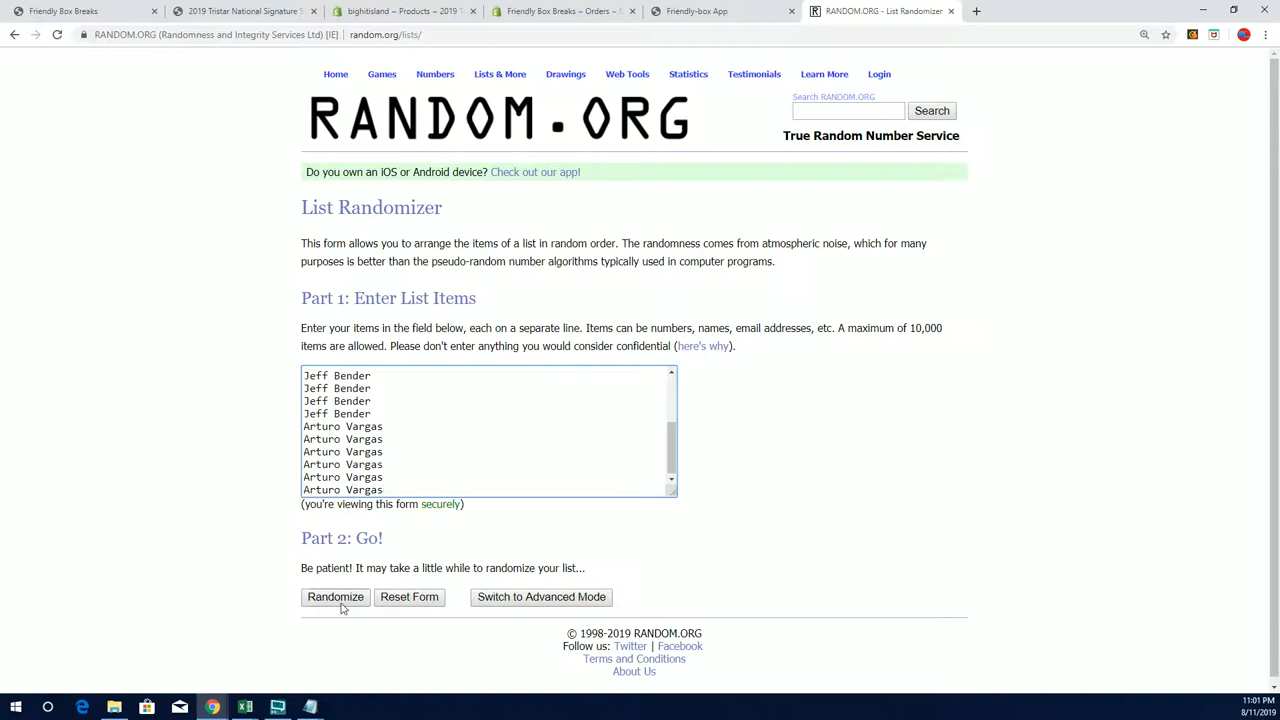 Friendly Box Breaks
2019 Tristar National Signature S
bighitisland ~ Products ~ 2019 T
Friendly Box Breaks ~ Orders ~ S
Friendly-box App
RANDOM.ORG - List Randomizer
RANDOM.ORG (Randomness and Integrity Services Ltd) [IE] | random.org/lists/
Home Games Numbers Lists & More Drawings Web Tools Statistics Testimonials Learn More Login
RANDOM.ORG
Search RANDOM.ORG
Search
True Random Number Service
Do you own an iOS or Android device? Check out our app!
List Randomizer
This form allows you to arrange the items of a list in random order. The randomness comes from atmospheric noise, which for many
purposes is better than the pseudo-random number algorithms typically used in computer programs.
Part 1: Enter List Items
Enter your items in the field below, each on a separate line. Items can be numbers, names, email addresses, etc. A maximum of 10,000
items are allowed. Please don't enter anything you would consider confidential (here's why).
Jeff Bender
Jeff Bender
Jeff Bender
Jeff Bender
Arturo Vargas
Arturo Vargas
Arturo Vargas
Arturo Vargas
Arturo Vargas
Arturo Vargas
(you're viewing this form securely)
Part 2: Go!
Be patient! It may take a little while to randomize your list...
Randomize Reset Form Switch to Advanced Mode
© 1998-2019 RANDOM.ORG
Follow us: Twitter | Facebook
Terms and Conditions
About Us
11:01 PM
8/11/2019